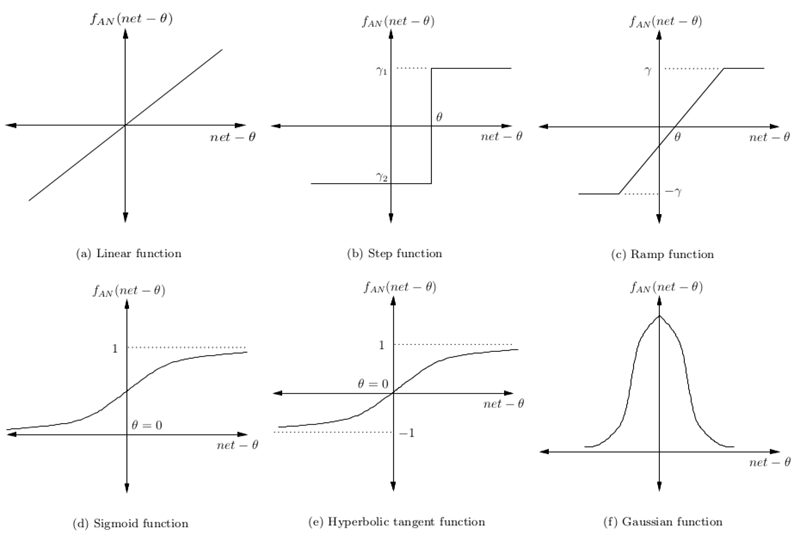 f_AN(net − θ)
net − θ
(a) Linear function
f_AN(net − θ)
γ₁
θ
net − θ
γ₂
(b) Step function
f_AN(net − θ)
γ
θ
net − θ
−γ
(c) Ramp function
f_AN(net − θ)
1
θ = 0
net − θ
(d) Sigmoid function
f_AN(net − θ)
1
θ = 0
net − θ
−1
(e) Hyperbolic tangent function
f_AN(net − θ)
net − θ
(f) Gaussian function